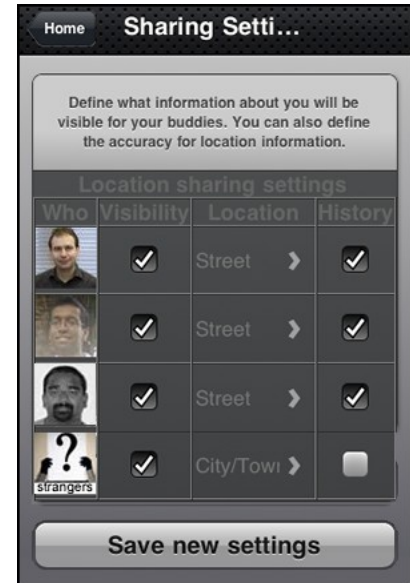 Home
Sharing Setti...
Define what information about you will be
visible for your buddies. You can also define
the accuracy for location information.
Location sharing settings
Who Visibility Location History
Street
Street
Street
? City/Tow
strangers
Save new settings